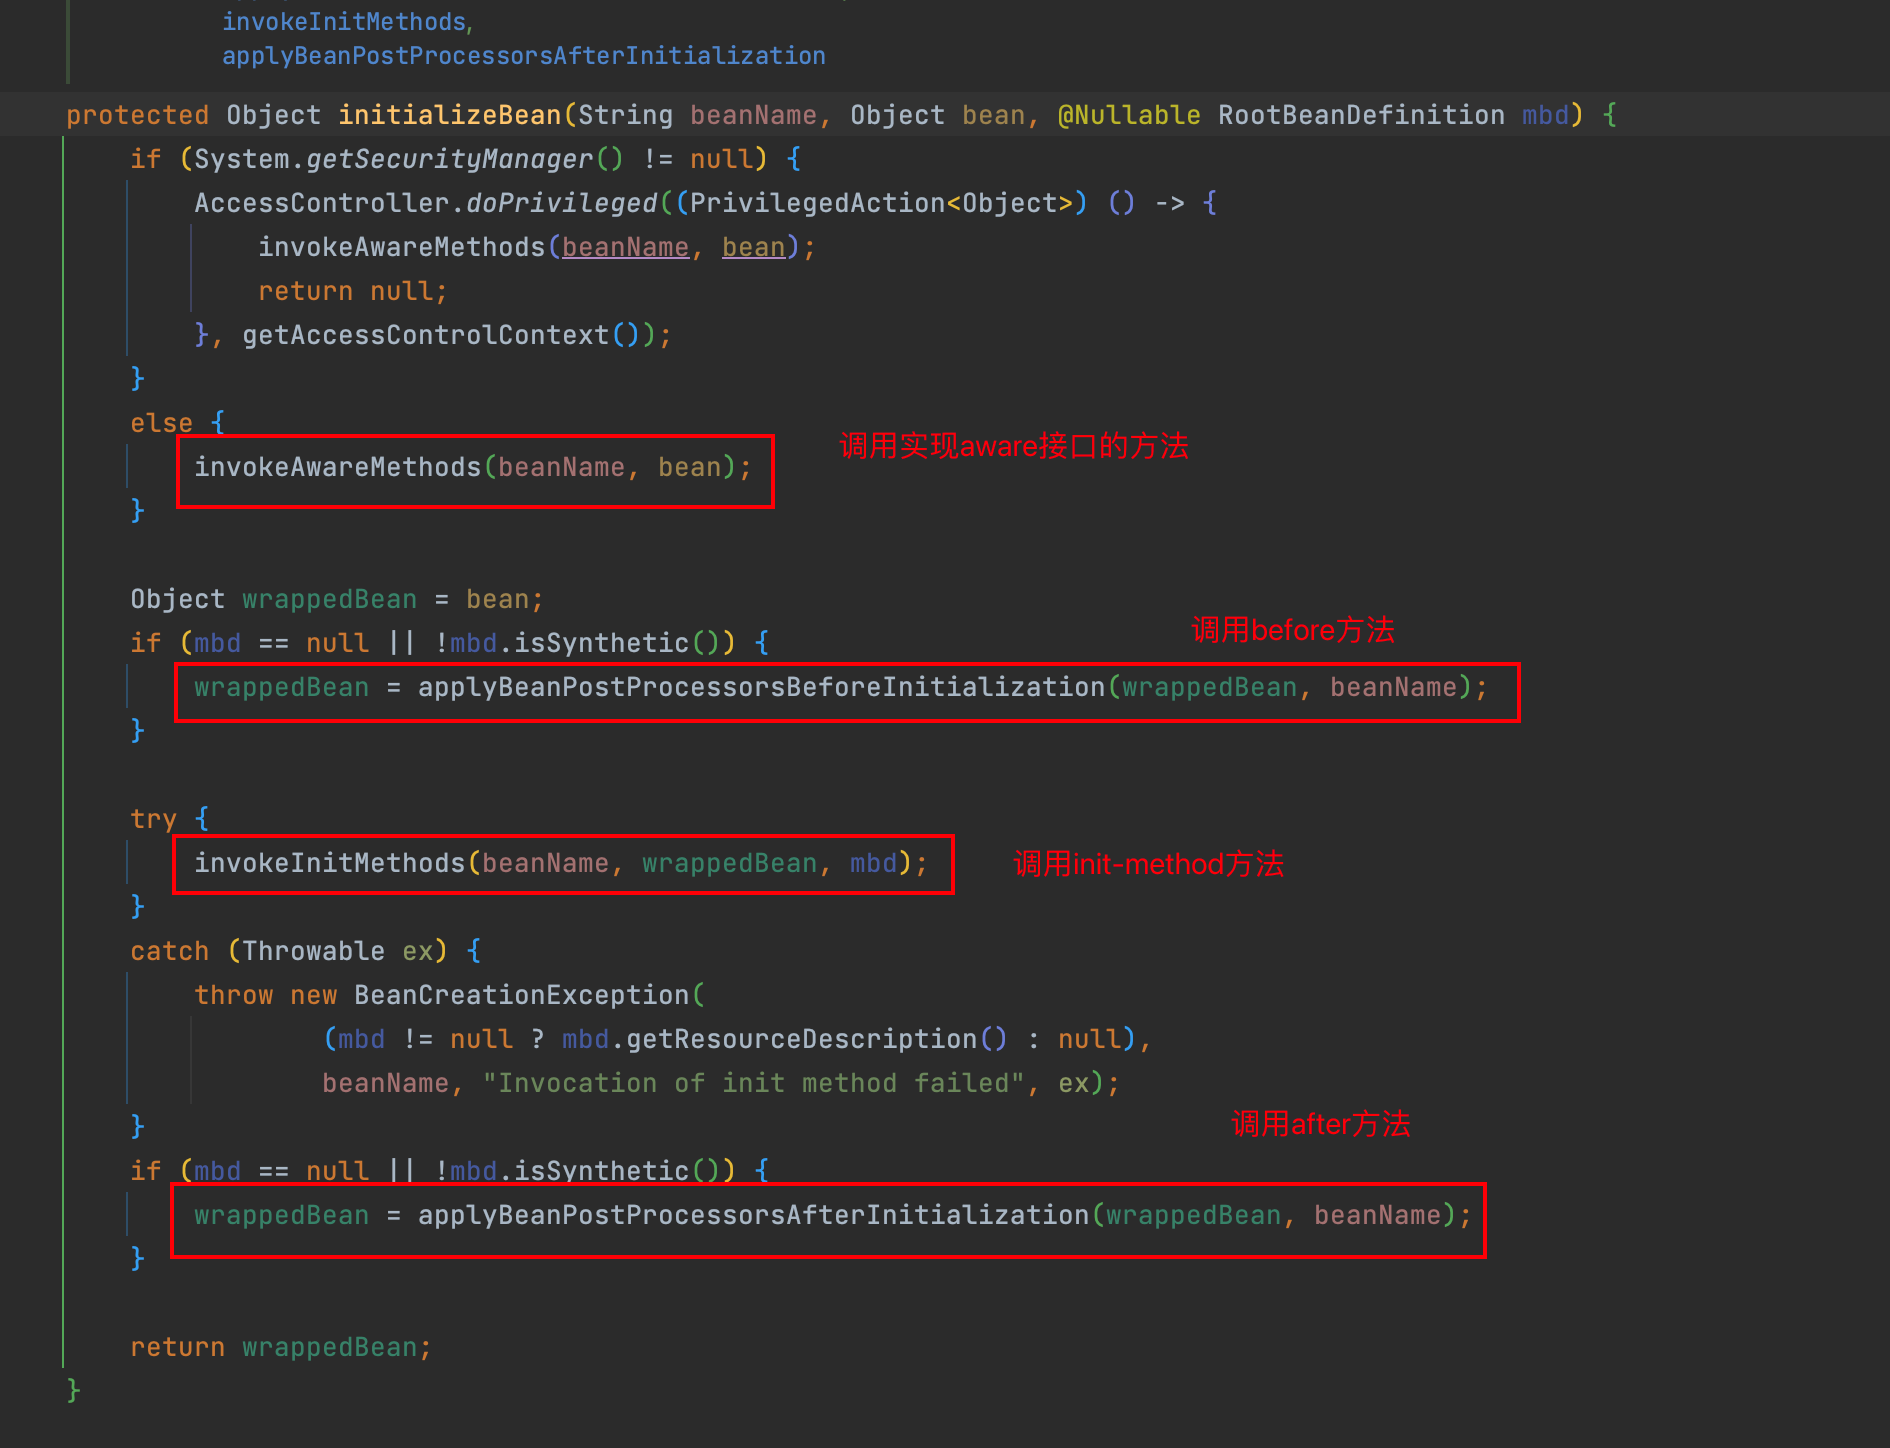 invokeInitMethods,
applyBeanPostProcessorsAfterInitialization
protected Object initializeBean(String beanName, Object bean, @Nullable RootBeanDefinition mbd) {
if (System.getSecurityManager() != null) {
AccessController.doPrivileged((PrivilegedAction<Object>) () -> {
invokeAwareMethods(beanName, bean);
return null;
}, getAccessControlContext());
}
else {
调用实现aware接口的方法
invokeAwareMethods(beanName, bean);
}
Object wrappedBean = bean;
调用before方法
if (mbd == null || !mbd.isSynthetic()) {
wrappedBean = applyBeanPostProcessorsBeforeInitialization(wrappedBean, beanName);
}
try {
invokeInitMethods(beanName, wrappedBean, mbd);
调用init-method方法
}
catch (Throwable ex) {
throw new BeanCreationException(
(mbd != null ? mbd.getResourceDescription() : null),
beanName, "Invocation of init method failed", ex);
}
调用after方法
if (mbd == null || !mbd.isSynthetic()) {
wrappedBean = applyBeanPostProcessorsAfterInitialization(wrappedBean, beanName);
}
return wrappedBean;
}